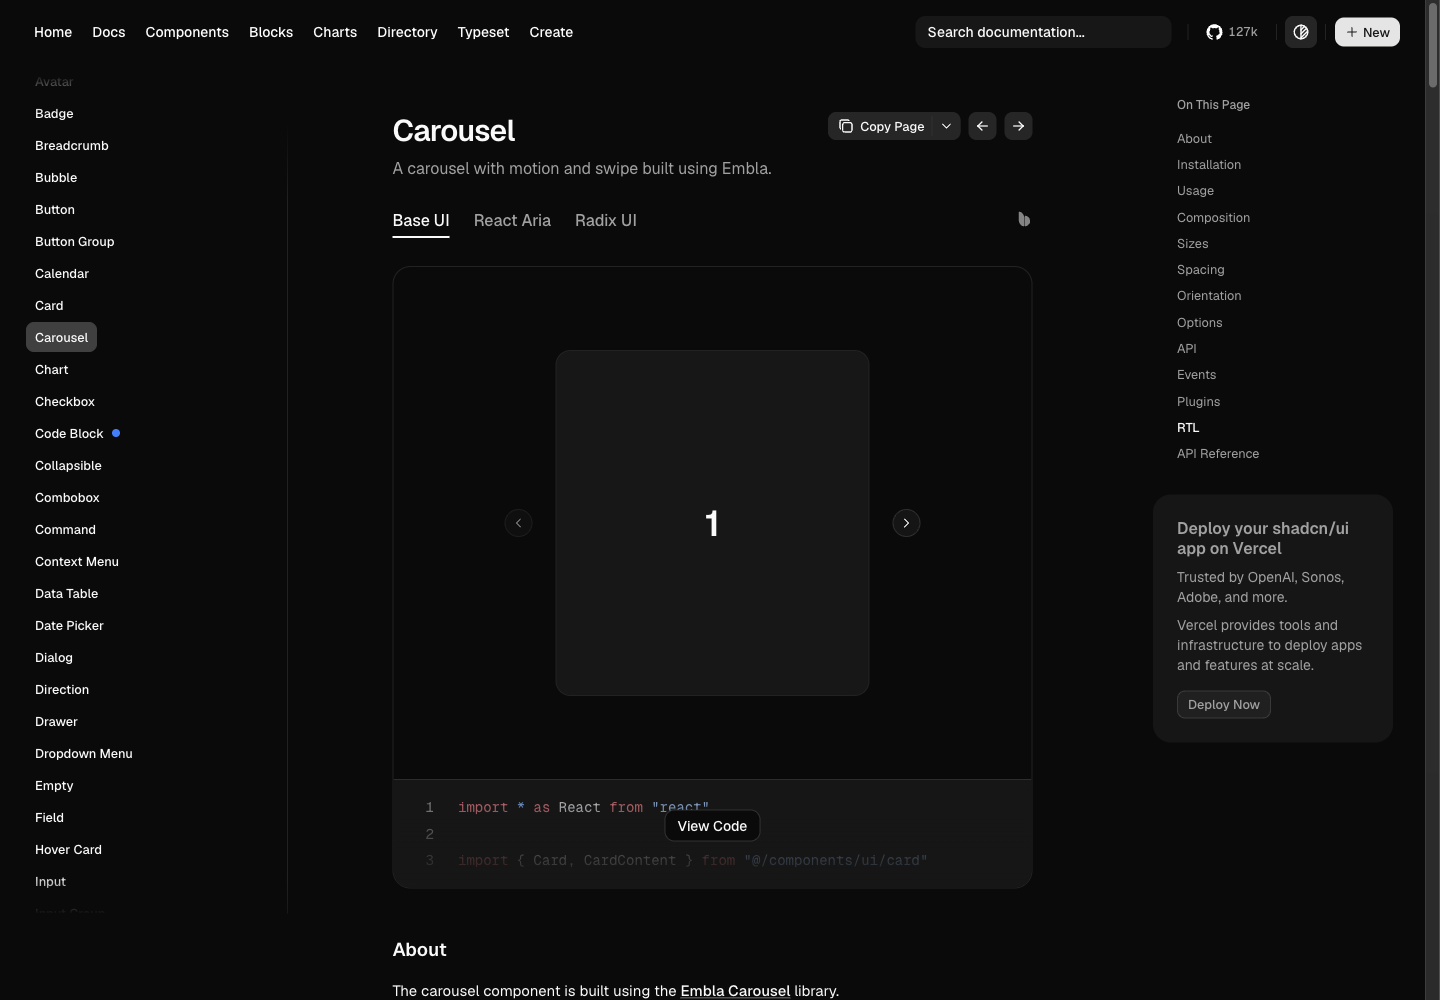 Home Docs Components Blocks Charts Directory Typeset Create
Search documentation...
127k
New
Avatar
Badge
Breadcrumb
Bubble
Button
Button Group
Calendar
Card
Carousel
Chart
Checkbox
Code Block
Collapsible
Combobox
Command
Context Menu
Data Table
Date Picker
Dialog
Direction
Drawer
Dropdown Menu
Empty
Field
Hover Card
Input
Carousel
Copy Page
A carousel with motion and swipe built using Embla.
Base UI React Aria Radix UI
1
1 import * as React from "react"
View Code
2
3 import { Card, CardContent } from "@/components/ui/card"
About
The carousel component is built using the Embla Carousel library.
On This Page
About
Installation
Usage
Composition
Sizes
Spacing
Orientation
Options
API
Events
Plugins
RTL
API Reference
Deploy your shadcn/ui
app on Vercel
Trusted by OpenAI, Sonos,
Adobe, and more.
Vercel provides tools and
infrastructure to deploy apps
and features at scale.
Deploy Now